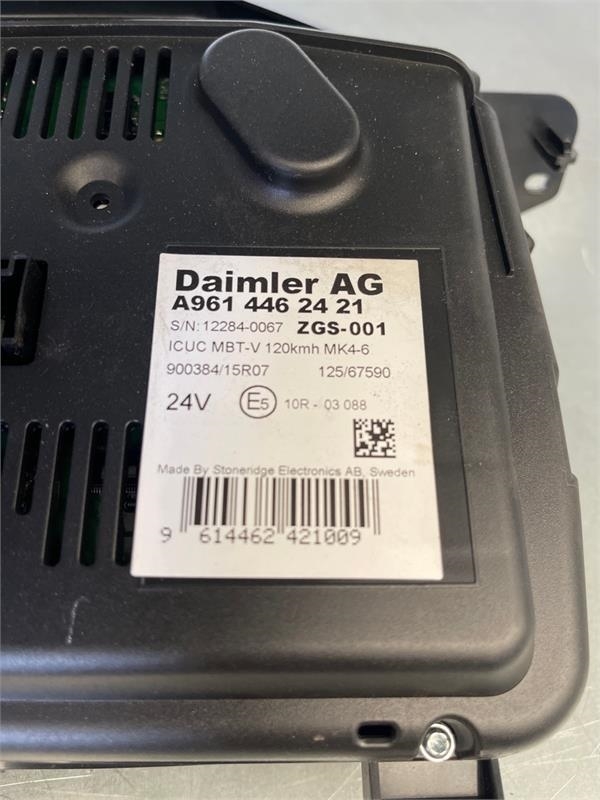 Daimler AG
A961 446 24 21
S/N: 12284-0067 ZGS-001
ICUC MBT-V 120kmh MK4-6
900384/15R07 125/67590
24V E5 10R - 03 088
Made By Stoneridge Electronics AB, Sweden
9 614462 421009